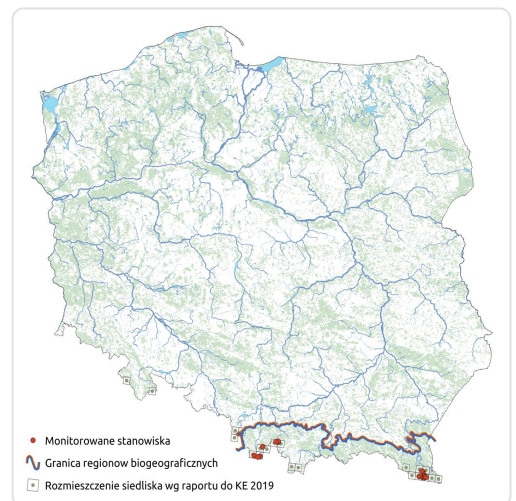 Monitorowane stanowiska
Granica regionow biogeograficznych
Rozmieszczenie siedliska wg raportu do KE 2019